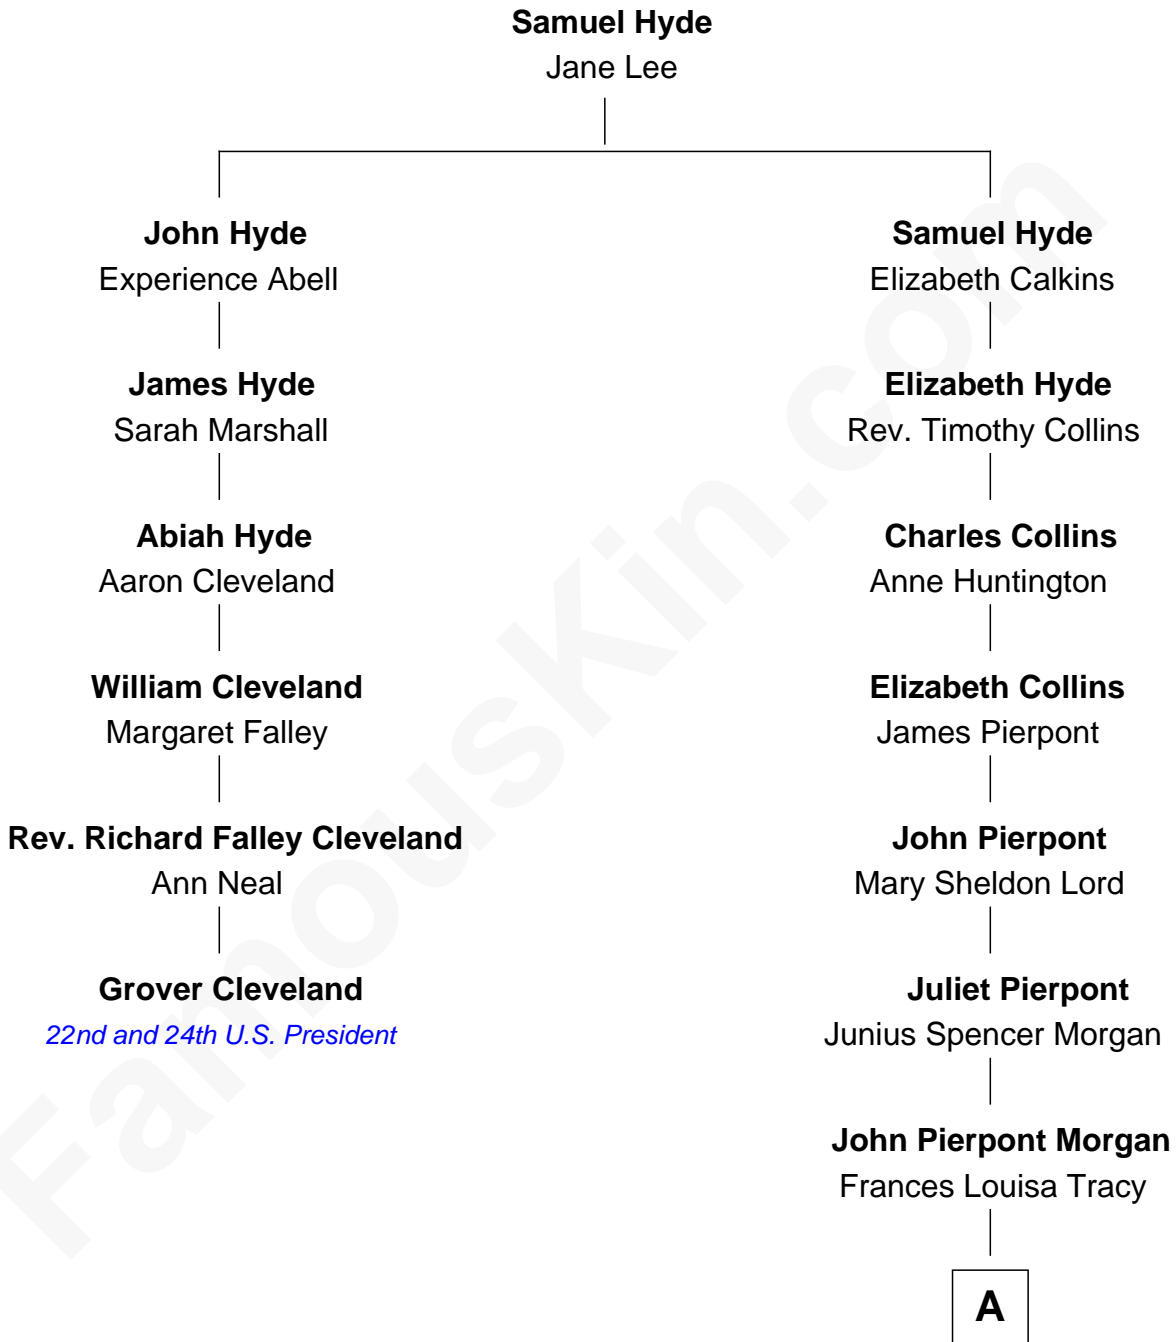 Samuel Hyde
Jane Lee
John Hyde
Experience Abell
James Hyde
Sarah Marshall
Abiah Hyde
Aaron Cleveland
William Cleveland
Margaret Falley
Rev. Richard Falley Cleveland
Ann Neal
Grover Cleveland
22nd and 24th U.S. President
Samuel Hyde
Elizabeth Calkins
Elizabeth Hyde
Rev. Timothy Collins
Charles Collins
Anne Huntington
Elizabeth Collins
James Pierpont
John Pierpont
Mary Sheldon Lord
Juliet Pierpont
Junius Spencer Morgan
John Pierpont Morgan
Frances Louisa Tracy
A
FamousKin.com